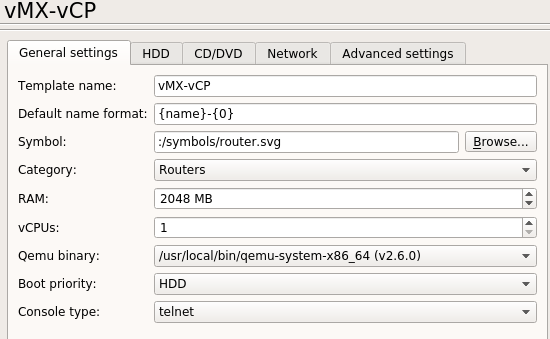 vMX-vCP
General settings HDD CD/DVD Network Advanced settings
Template name: vMX-vCP
Default name format: {name}-{0}
Symbol: :/symbols/router.svg Browse...
Category: Routers
RAM: 2048 MB
vCPUs: 1
Qemu binary: /usr/local/bin/qemu-system-x86_64 (v2.6.0)
Boot priority: HDD
Console type: telnet